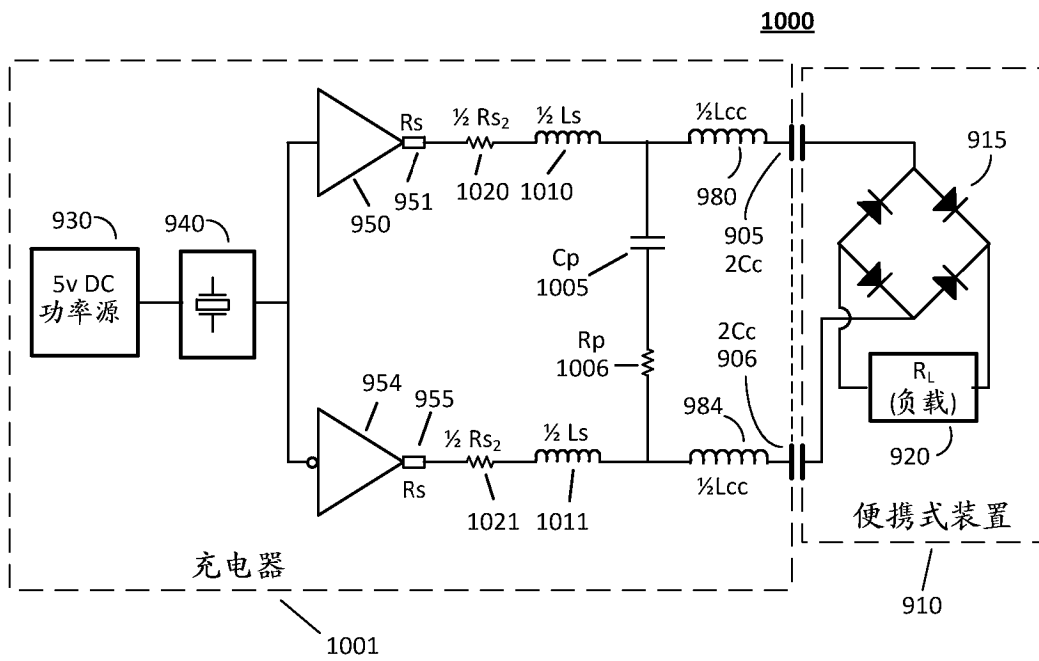 1000
930
5v DC
功率源
940
950
Rs
951
½ Rs₂
1020
½ Ls
1010
½Lcc
980
905
2Cc
915
Cp
1005
Rp
1006
2Cc
906
984
½Lcc
954
955
Rs
½ Rs₂
1021
½ Ls
1011
R_L
(负载)
920
充电器
1001
便携式装置
910